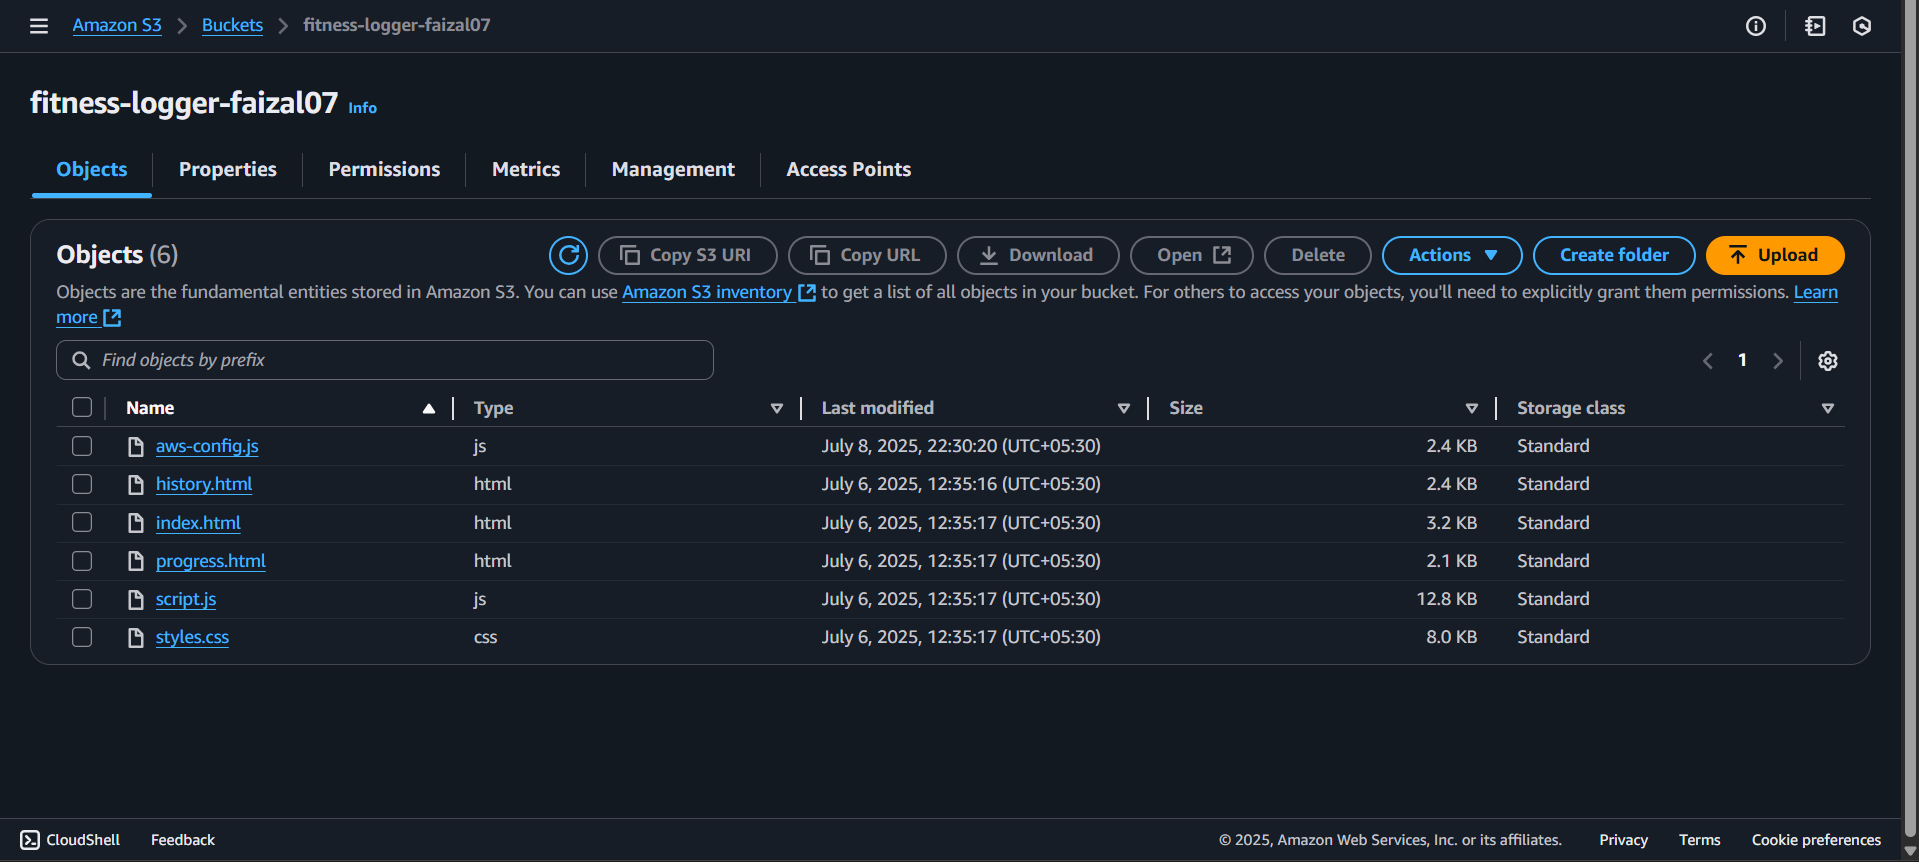 Amazon S3 Buckets fitness-logger-faizal07
fitness-logger-faizal07 Info
Objects Properties Permissions Metrics Management Access Points
Objects (6) Copy S3 URI Copy URL Download Open Delete Actions Create folder Upload
Objects are the fundamental entities stored in Amazon S3. You can use Amazon S3 inventory to get a list of all objects in your bucket. For others to access your objects, you'll need to explicitly grant them permissions. Learn
more
Find objects by prefix 1
Name Type Last modified Size Storage class
aws-config.js js July 8, 2025, 22:30:20 (UTC+05:30) 2.4 KB Standard
history.html html July 6, 2025, 12:35:16 (UTC+05:30) 2.4 KB Standard
index.html html July 6, 2025, 12:35:17 (UTC+05:30) 3.2 KB Standard
progress.html html July 6, 2025, 12:35:17 (UTC+05:30) 2.1 KB Standard
script.js js July 6, 2025, 12:35:17 (UTC+05:30) 12.8 KB Standard
styles.css css July 6, 2025, 12:35:17 (UTC+05:30) 8.0 KB Standard
CloudShell Feedback © 2025, Amazon Web Services, Inc. or its affiliates. Privacy Terms Cookie preferences